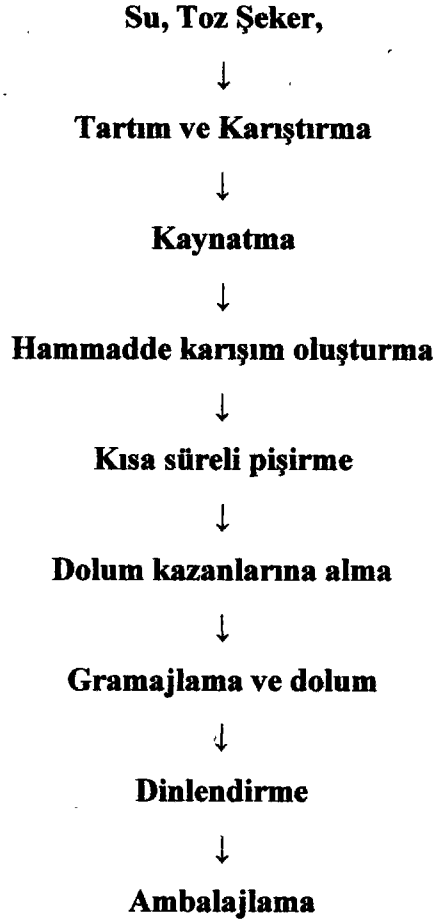 Su, Toz Şeker,
↓
Tartım ve Karıştırma
↓
Kaynatma
↓
Hammadde karışım oluşturma
↓
Kısa süreli pişirme
↓
Dolum kazanlarına alma
↓
Gramajlama ve dolum
↓
Dinlendirme
↓
Ambalajlama